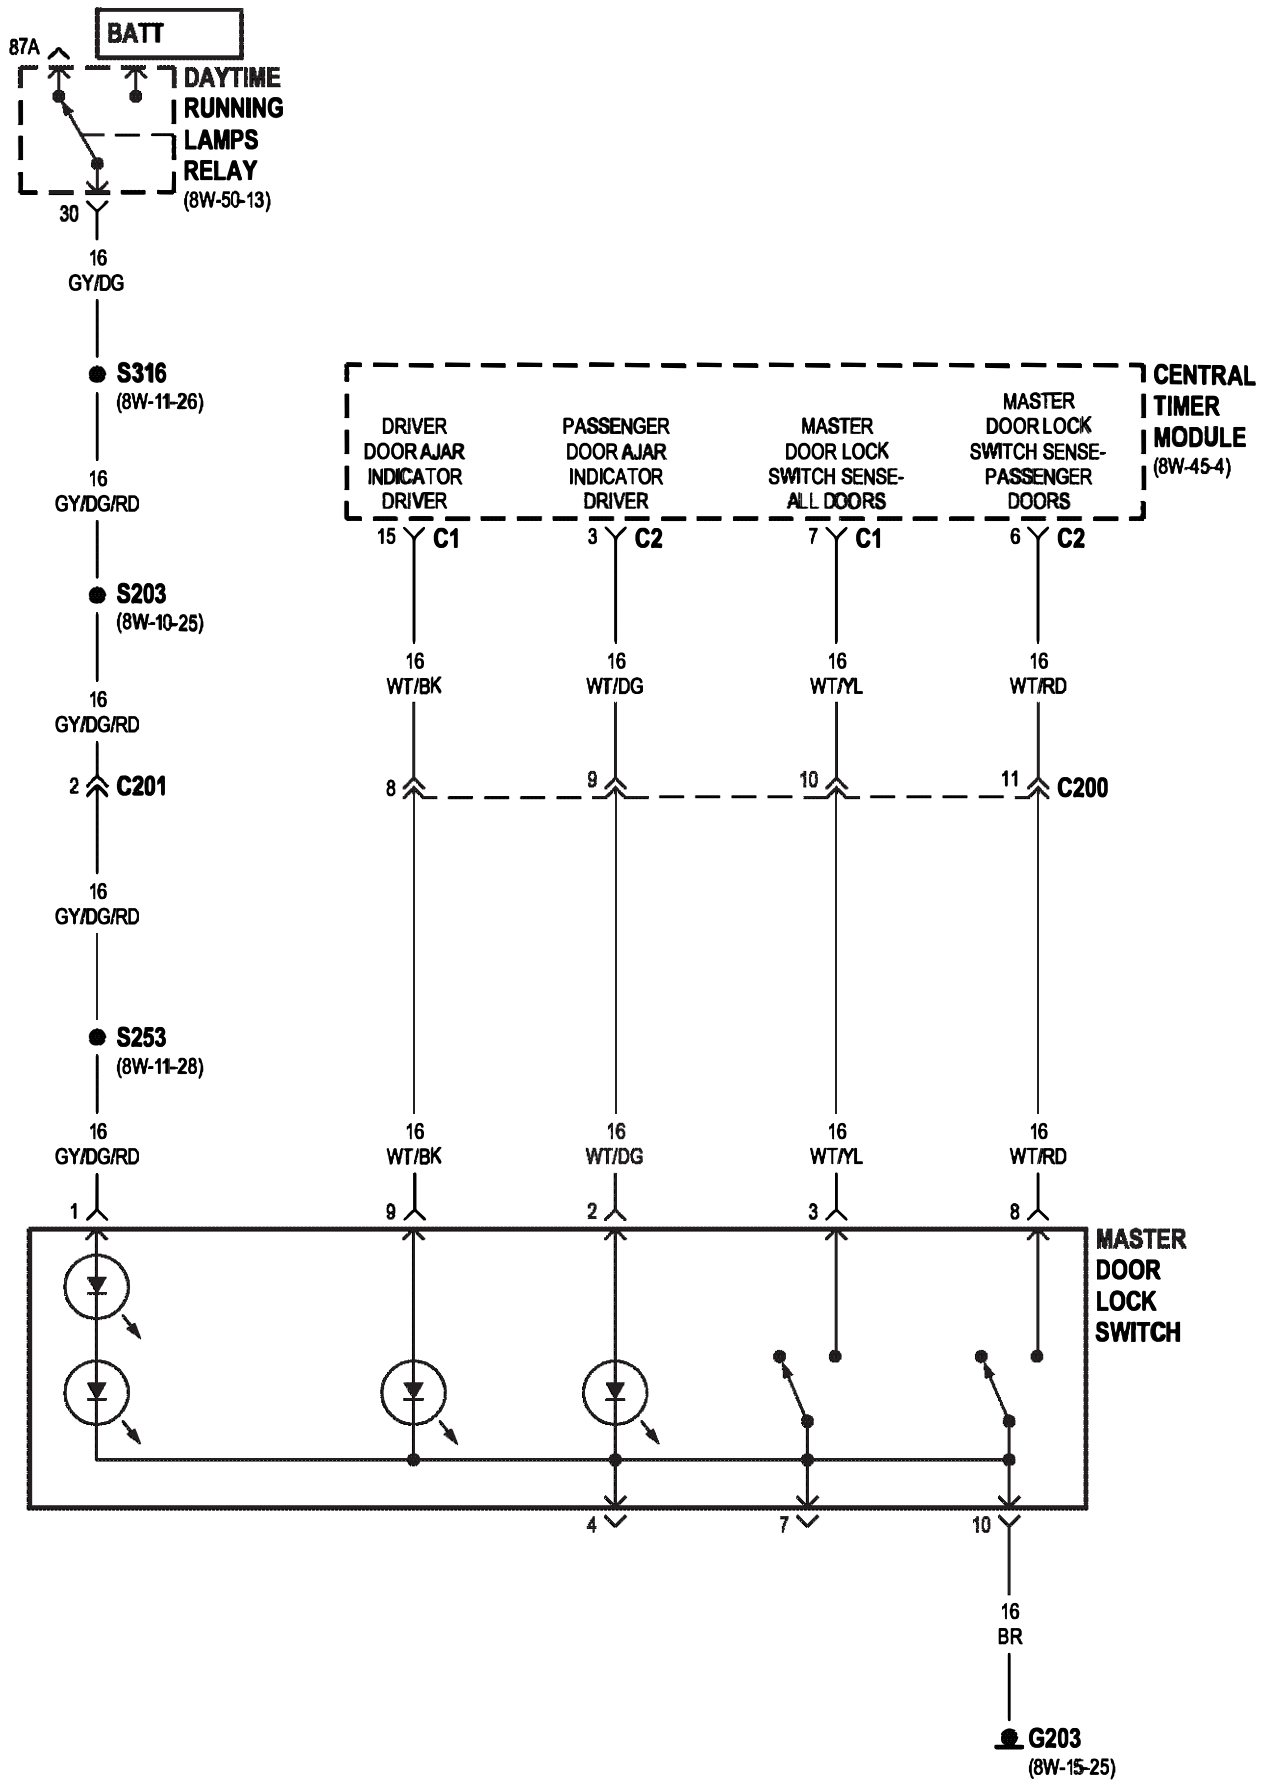 BATT
87A
DAYTIME
RUNNING
LAMPS
RELAY
(8W-50-13)
30
16
GY/DG
S316
(8W-11-26)
16
GY/DG/RD
S203
(8W-10-25)
16
GY/DG/RD
2
C201
16
GY/DG/RD
S253
(8W-11-28)
16
GY/DG/RD
1
CENTRAL
TIMER
MODULE
(8W-45-4)
DRIVER
DOOR AJAR
INDICATOR
DRIVER
PASSENGER
DOOR AJAR
INDICATOR
DRIVER
MASTER
DOOR LOCK
SWITCH SENSE-
ALL DOORS
MASTER
DOOR LOCK
SWITCH SENSE-
PASSENGER
DOORS
15 C1
3 C2
7 C1
6 C2
16
WT/BK
16
WT/DG
16
WT/YL
16
WT/RD
8
9
10
11
C200
16
WT/BK
16
WT/DG
16
WT/YL
16
WT/RD
9
2
3
8
MASTER
DOOR
LOCK
SWITCH
4
7
10
16
BR
G203
(8W-15-25)